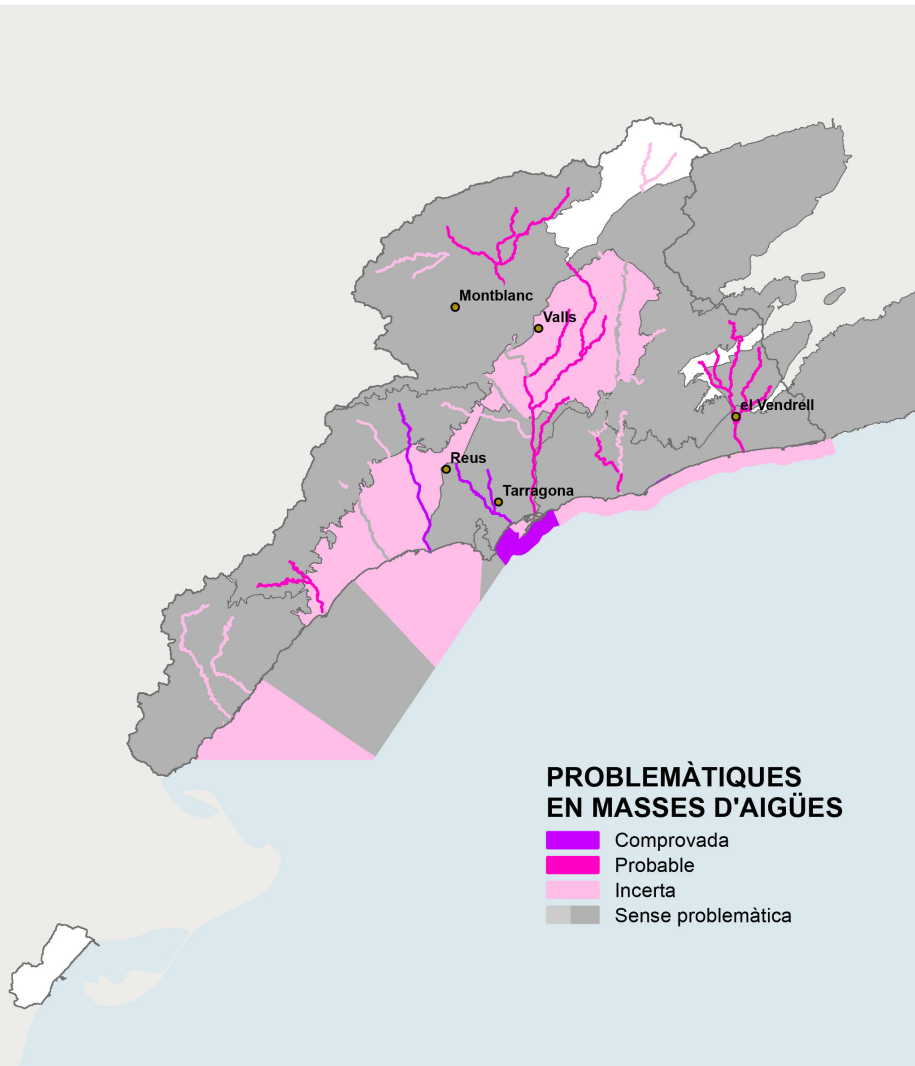 Montblanc
Valls
el Vendrell
Reus
Tarragona
PROBLEMÀTIQUES
EN MASSES D'AIGÜES
Comprovada
Probable
Incerta
Sense problemàtica